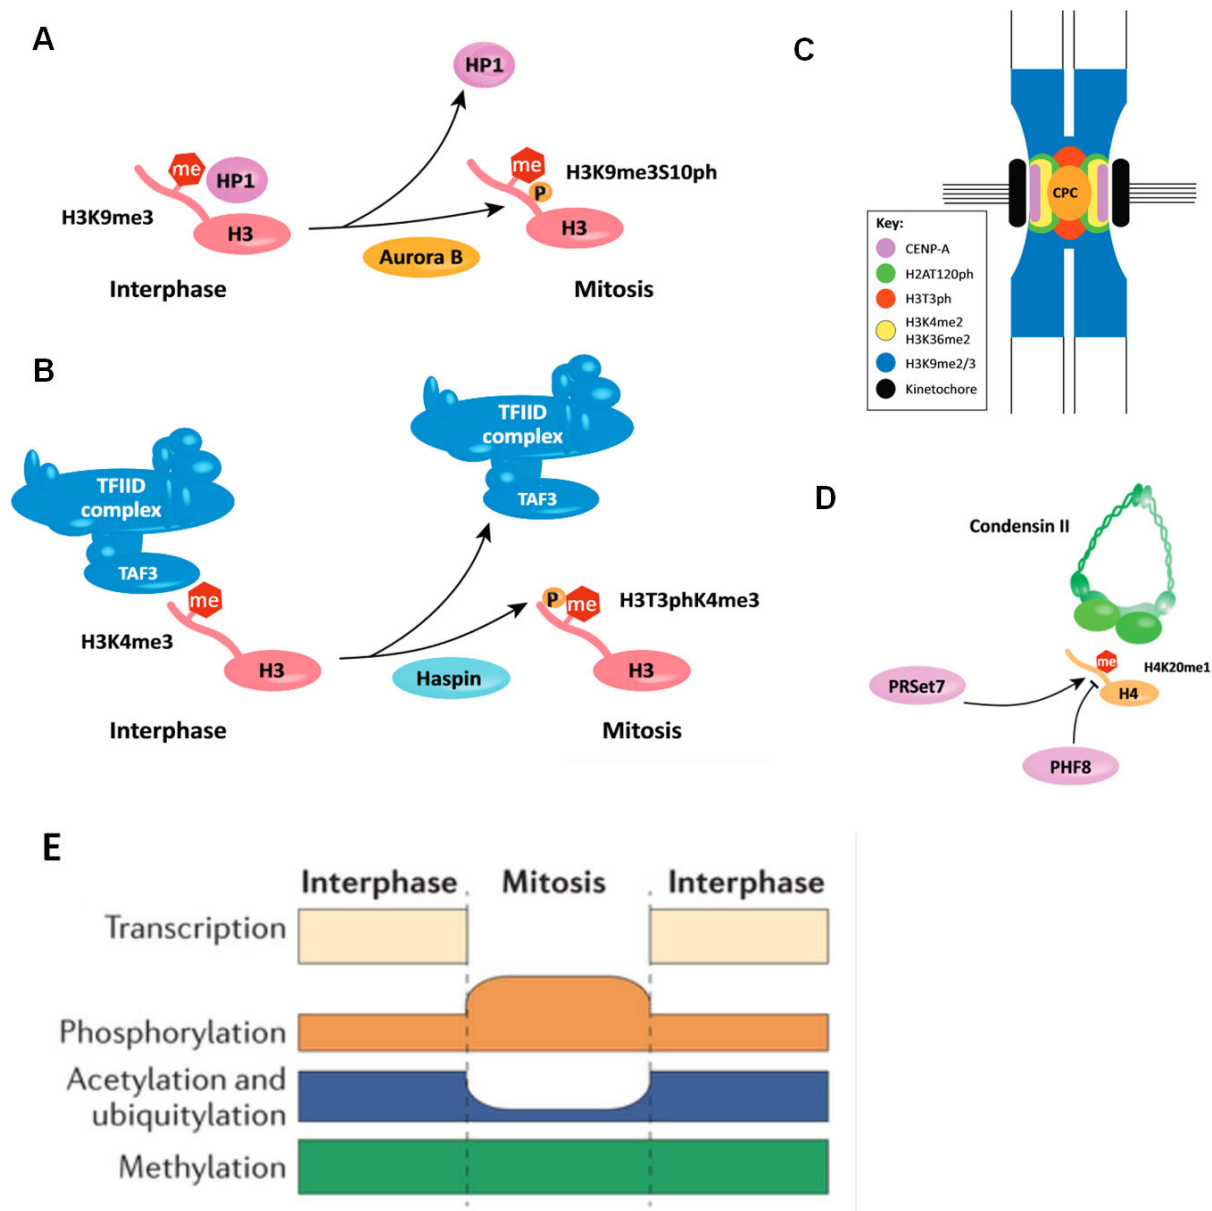 A
HP1
me
HP1
H3K9me3
H3
me
P
H3K9me3S10ph
H3
Aurora B
Interphase
Mitosis
B
TFIID
complex
TAF3
me
H3K4me3
H3
TFIID
complex
TAF3
P
me
H3T3phK4me3
H3
Haspin
Interphase
Mitosis
C
CPC
Key:
CENP-A
H2AT120ph
H3T3ph
H3K4me2
H3K36me2
H3K9me2/3
Kinetochore
D
Condensin II
me
H4K20me1
H4
PRSet7
PHF8
E
Interphase
Mitosis
Interphase
Transcription
Phosphorylation
Acetylation and
ubiquitylation
Methylation